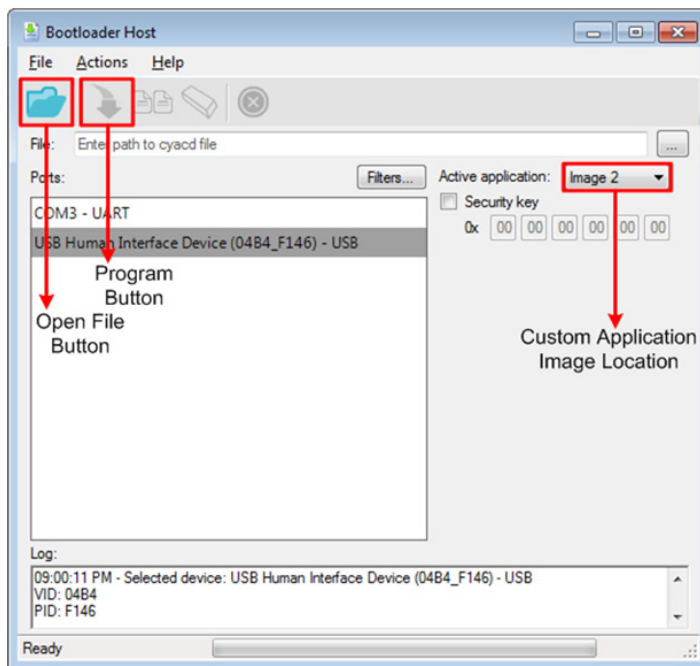 Bootloader Host
File Actions Help
File: Enter path to cyacd file ...
Ports: Filters... Active application: Image 2
Security key
0x 00 00 00 00 00 00
COM3 - UART
USB Human Interface Device (04B4_F146) - USB
Program
Button
Open File
Button
Custom Application
Image Location
Log:
09:00:11 PM - Selected device: USB Human Interface Device (04B4_F146) - USB
VID: 04B4
PID: F146
Ready